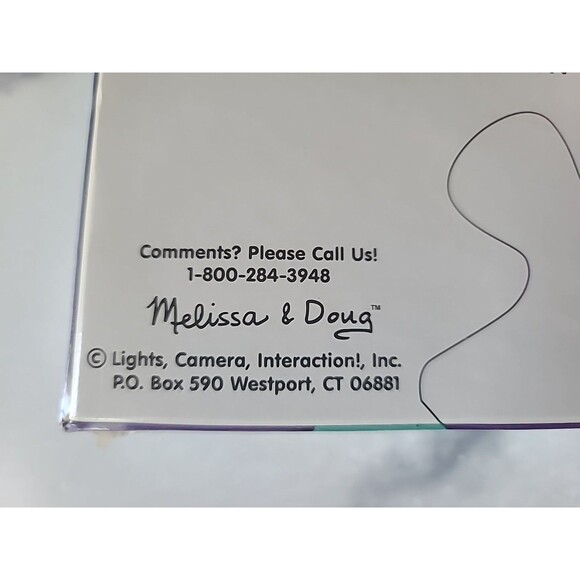 Comments? Please Call Us!
1-800-284-3948
Melissa & Doug™
© Lights, Camera, Interaction!, Inc.
P.O. Box 590 Westport, CT 06881